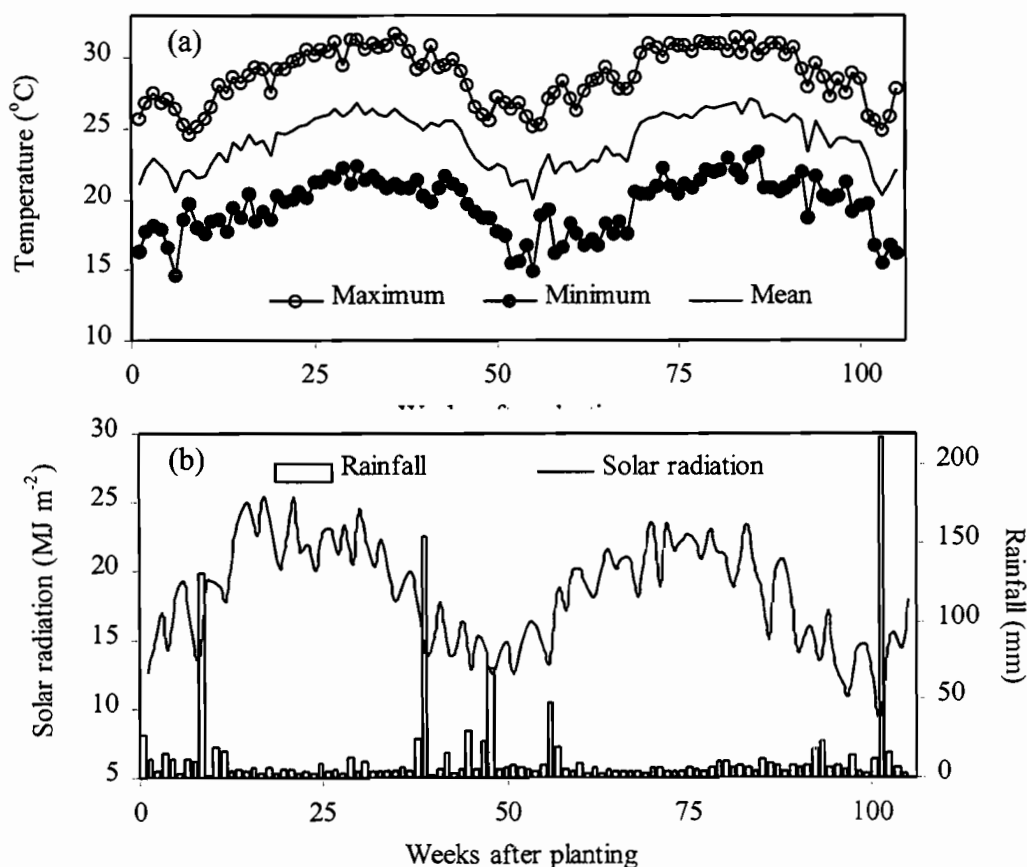 (a)
Temperature (°C)
30
25
20
15
10
Maximum
Minimum
Mean
0
25
50
75
100
(b)
Rainfall
Solar radiation
Solar radiation (MJ m⁻²)
30
25
20
15
10
5
Rainfall (mm)
200
150
100
50
0
0
25
50
75
100
Weeks after planting